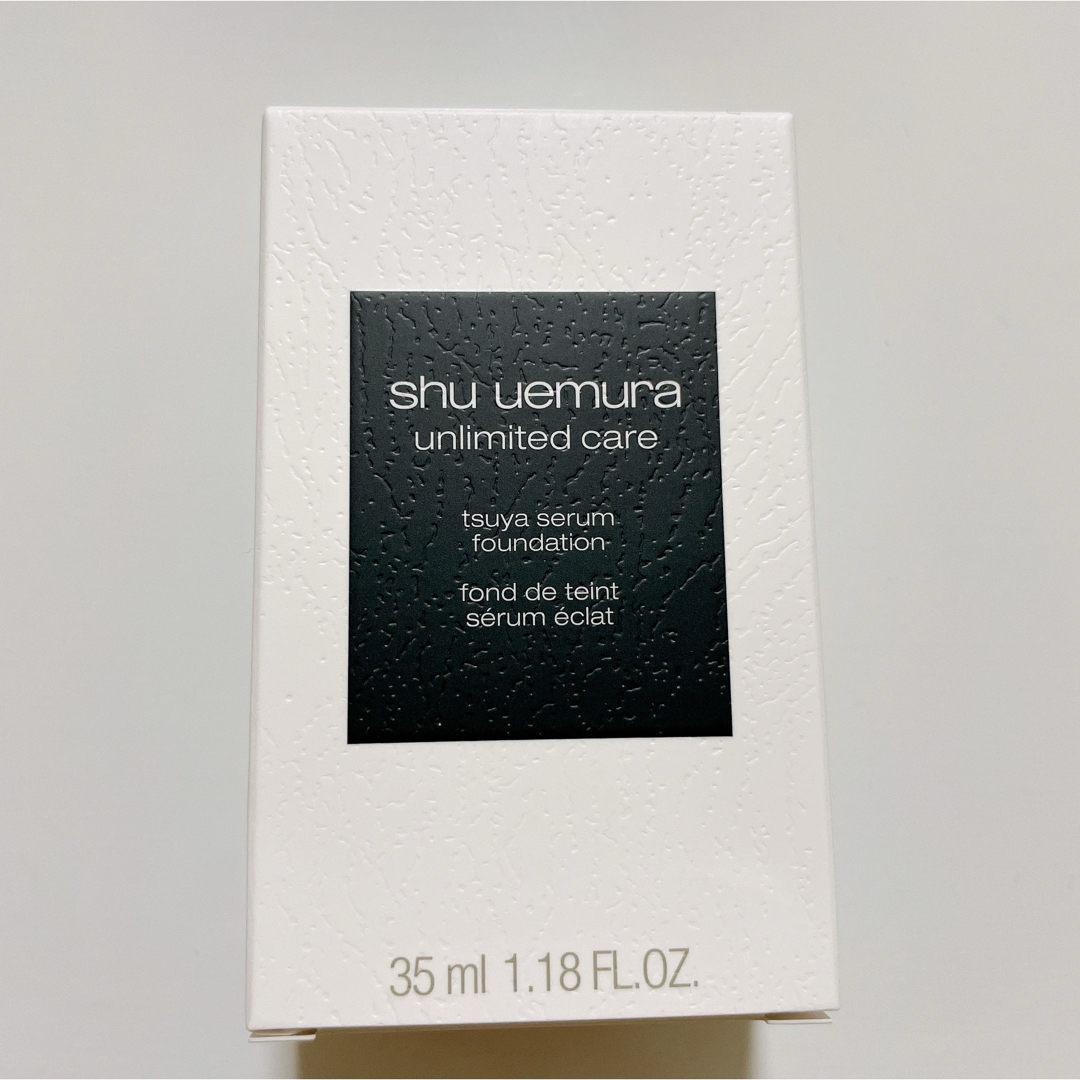 shu uemura
unlimited care
tsuya serum
foundation
fond de teint
sérum éclat
35 ml 1.18 FL.OZ.